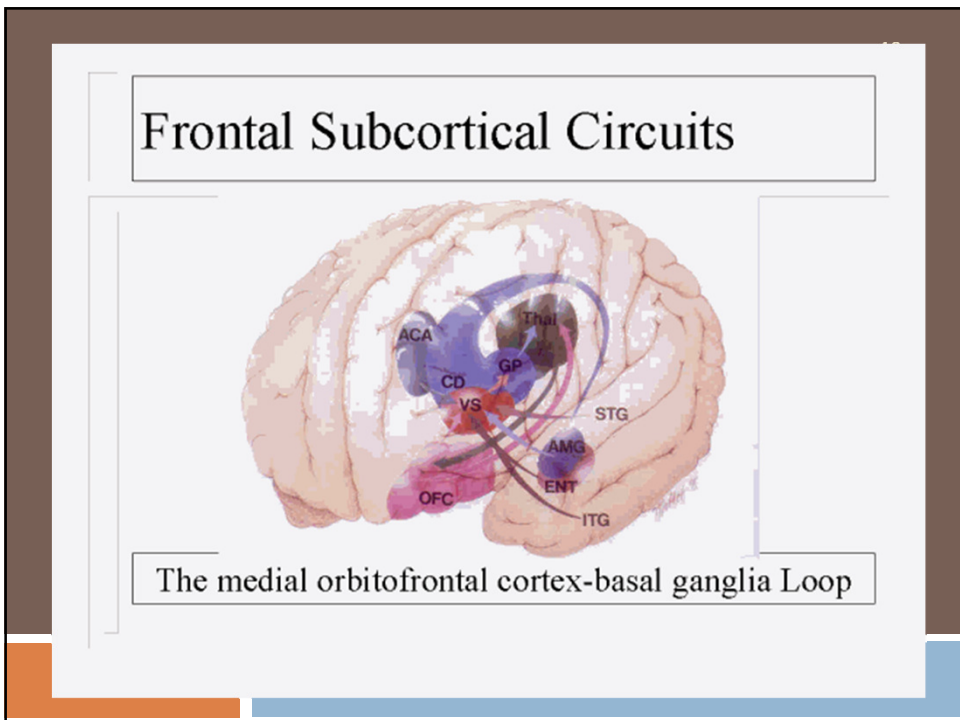 Frontal Subcortical Circuits
ACA
Thal
GP
CD
VS
STG
AMG
ENT
OFC
ITG
The medial orbitofrontal cortex-basal ganglia Loop